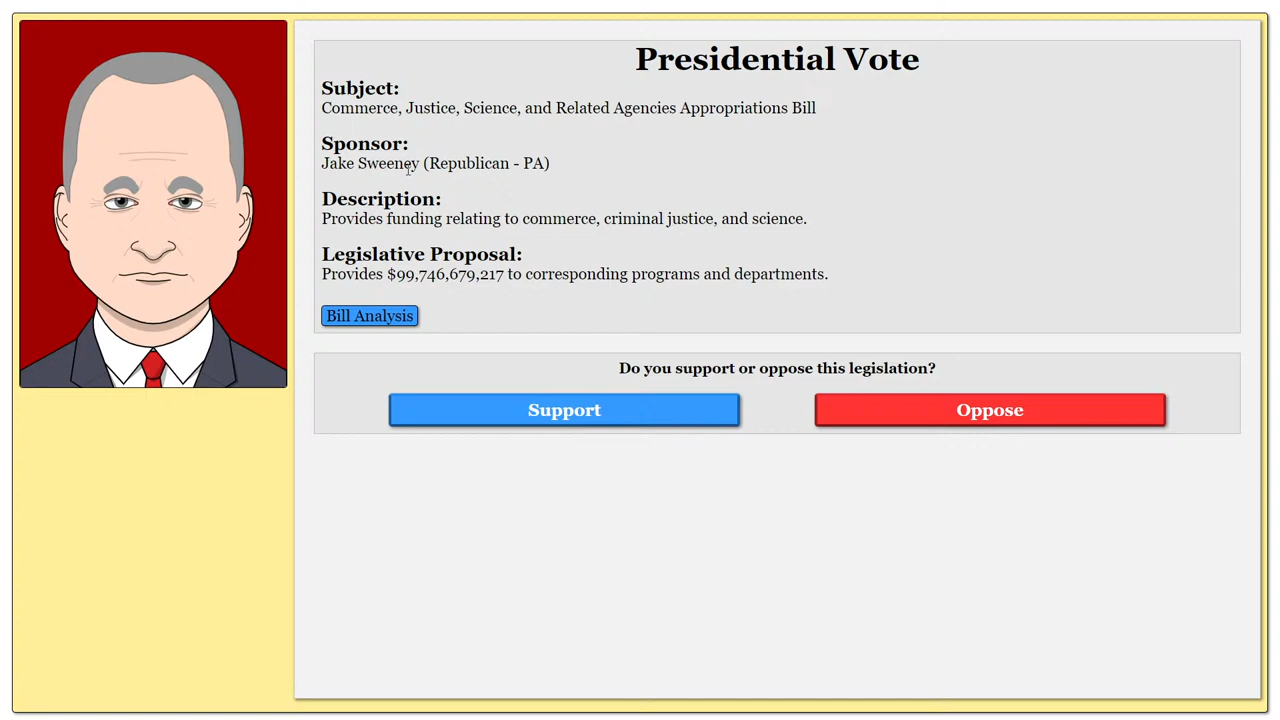 Presidential Vote
Subject:
Commerce, Justice, Science, and Related Agencies Appropriations Bill
Sponsor:
Jake Sweeney (Republican - PA)
Description:
Provides funding relating to commerce, criminal justice, and science.
Legislative Proposal:
Provides $99,746,679,217 to corresponding programs and departments.
Bill Analysis
Do you support or oppose this legislation?
Support
Oppose